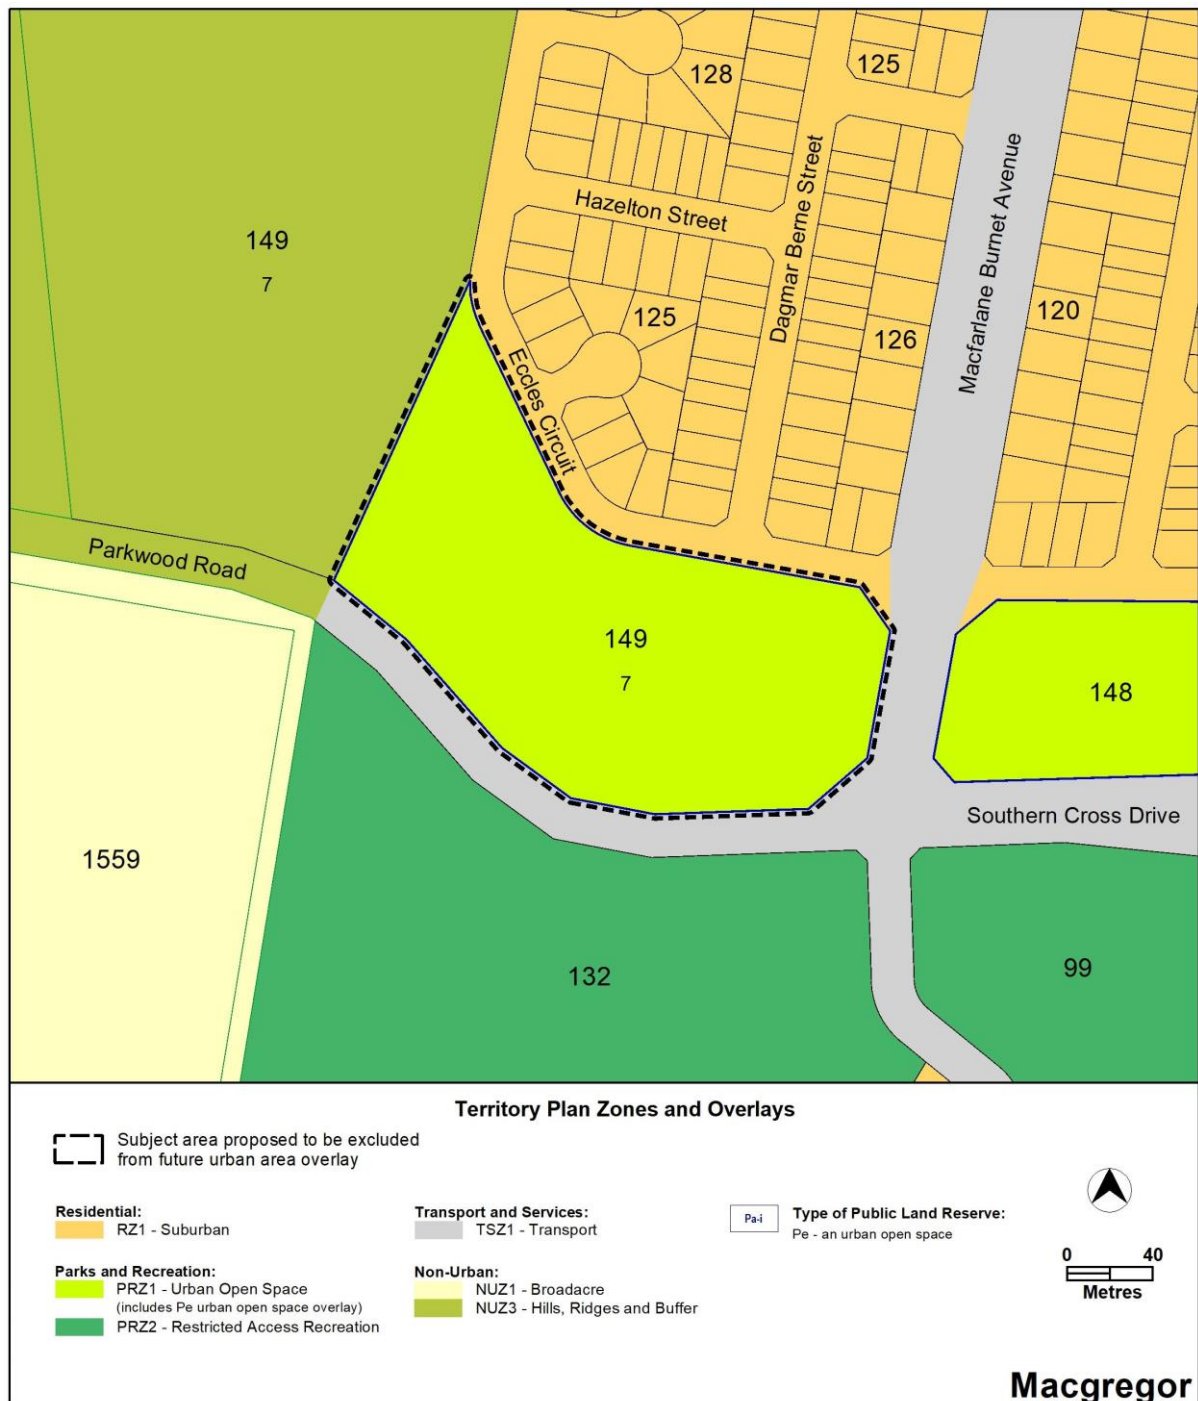 128
125
Hazelton Street
Dagmar Berne Street
Macfarlane Burnet Avenue
149
7
125
126
120
Eccles Circuit
Parkwood Road
149
7
148
Southern Cross Drive
1559
132
99
Territory Plan Zones and Overlays
Subject area proposed to be excluded
from future urban area overlay
Residential:
RZ1 - Suburban
Parks and Recreation:
PRZ1 - Urban Open Space
(includes Pe urban open space overlay)
PRZ2 - Restricted Access Recreation
Transport and Services:
TSZ1 - Transport
Non-Urban:
NUZ1 - Broadacre
NUZ3 - Hills, Ridges and Buffer
Pa-i
Type of Public Land Reserve:
Pe - an urban open space
0 40
Metres
Macgregor